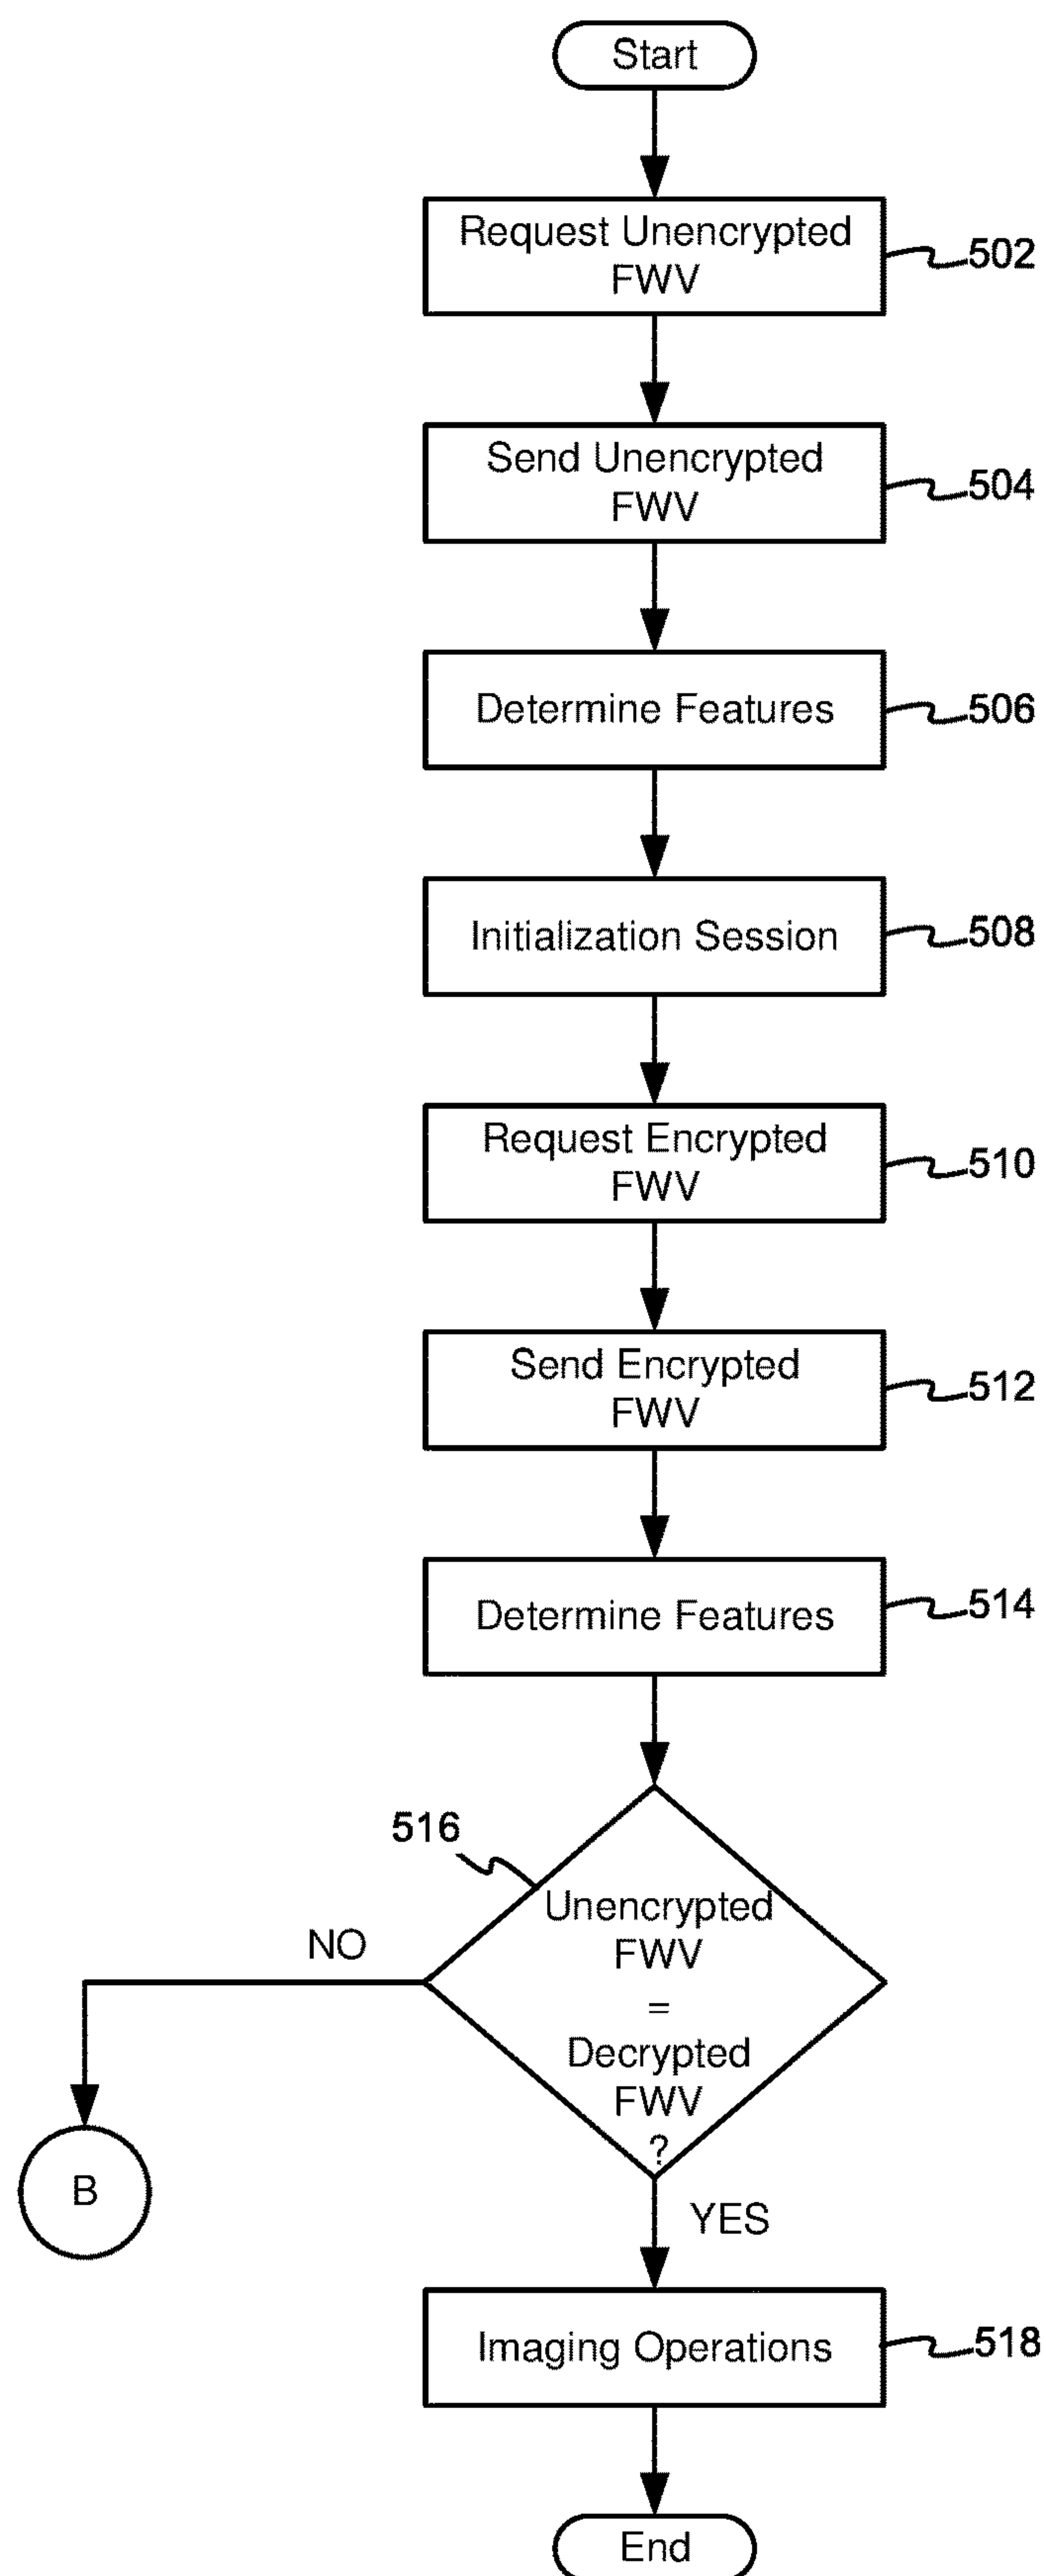 Start
Request Unencrypted
FWV
502
Send Unencrypted
FWV
504
Determine Features
506
Initialization Session
508
Request Encrypted
FWV
510
Send Encrypted
FWV
512
Determine Features
514
516
Unencrypted
FWV
=
Decrypted
FWV
?
NO
B
YES
Imaging Operations
518
End